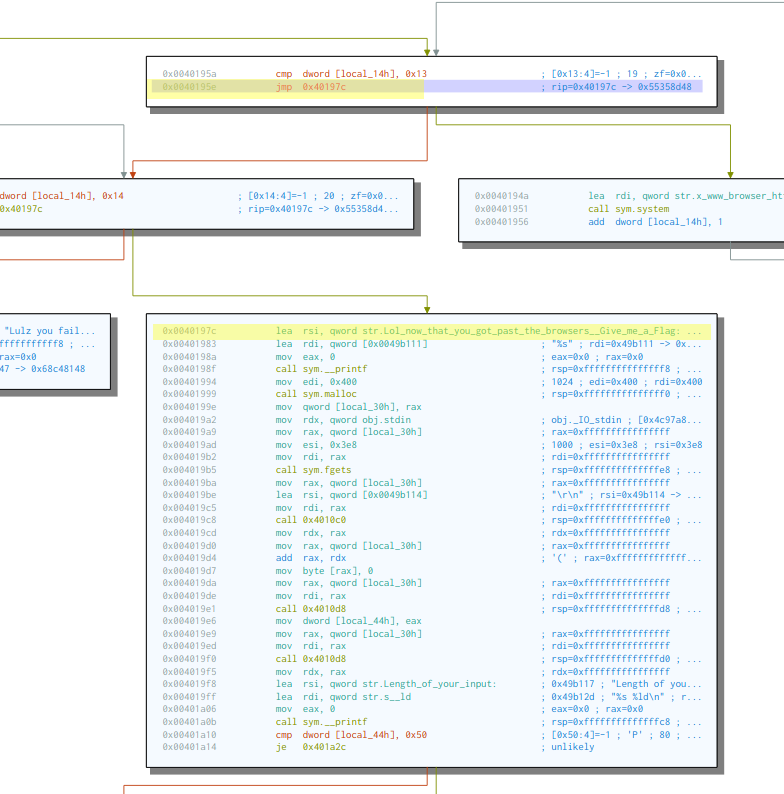 0x0040195a cmp dword [local_14h], 0x13 ; [0x13:4]=-1 ; 19 ; zf=0x0...
0x0040195e jmp 0x40197c ; rip=0x40197c -> 0x55358d48
dword [local_14h], 0x14 ; [0x14:4]=-1 ; 20 ; zf=0x0...
0x40197c ; rip=0x40197c -> 0x55358d4...
0x0040194a lea rdi, qword str.x_www_browser_ht
0x00401951 call sym.system
0x00401956 add dword [local_14h], 1
"Lulz you fail...
fffffffffff8 ; ...
rax=0x0
47 -> 0x68c48148
0x0040197c lea rsi, qword str.Lol_now_that_you_got_past_the_browsers__Give_me_a_Flag: ...
0x00401983 lea rdi, qword [0x0049b111] ; "%s" ; rdi=0x49b111 -> 0x...
0x0040198a mov eax, 0 ; eax=0x0 ; rax=0x0
0x0040198f call sym.__printf ; rsp=0xfffffffffffffff8 ; ...
0x00401994 mov edi, 0x400 ; 1024 ; edi=0x400 ; rdi=0x400
0x00401999 call sym.malloc ; rsp=0xfffffffffffffff0 ; ...
0x0040199e mov qword [local_30h], rax
0x004019a2 mov rdx, qword obj.stdin ; obj._IO_stdin ; [0x4c97a8...
0x004019a9 mov rax, qword [local_30h] ; rax=0xffffffffffffffff
0x004019ad mov esi, 0x3e8 ; 1000 ; esi=0x3e8 ; rsi=0x3e8
0x004019b2 mov rdi, rax ; rdi=0xffffffffffffffff
0x004019b5 call sym.fgets ; rsp=0xffffffffffffffe8 ; ...
0x004019ba mov rax, qword [local_30h] ; rax=0xffffffffffffffff
0x004019be lea rsi, qword [0x0049b114] ; "\r\n" ; rsi=0x49b114 -> ...
0x004019c5 mov rdi, rax ; rdi=0xffffffffffffffff
0x004019c8 call 0x4010c0 ; rsp=0xffffffffffffffe0 ; ...
0x004019cd mov rdx, rax ; rdx=0xffffffffffffffff
0x004019d0 mov rax, qword [local_30h] ; rax=0xffffffffffffffff
0x004019d4 add rax, rdx ; '(' ; rax=0xfffffffffffff...
0x004019d7 mov byte [rax], 0
0x004019da mov rax, qword [local_30h] ; rax=0xffffffffffffffff
0x004019de mov rdi, rax ; rdi=0xffffffffffffffff
0x004019e1 call 0x4010d8 ; rsp=0xffffffffffffffd8 ; ...
0x004019e6 mov dword [local_44h], eax
0x004019e9 mov rax, qword [local_30h] ; rax=0xffffffffffffffff
0x004019ed mov rdi, rax ; rdi=0xffffffffffffffff
0x004019f0 call 0x4010d8 ; rsp=0xffffffffffffffd0 ; ...
0x004019f5 mov rdx, rax ; rdx=0xffffffffffffffff
0x004019f8 lea rsi, qword str.Length_of_your_input: ; 0x49b117 ; "Length of you...
0x004019ff lea rdi, qword str.s__ld ; 0x49b12d ; "%s %ld\n" ; r...
0x00401a06 mov eax, 0 ; eax=0x0 ; rax=0x0
0x00401a0b call sym.__printf ; rsp=0xffffffffffffffc8 ; ...
0x00401a10 cmp dword [local_44h], 0x50 ; [0x50:4]=-1 ; 'P' ; 80 ; ...
0x00401a14 je 0x401a2c ; unlikely